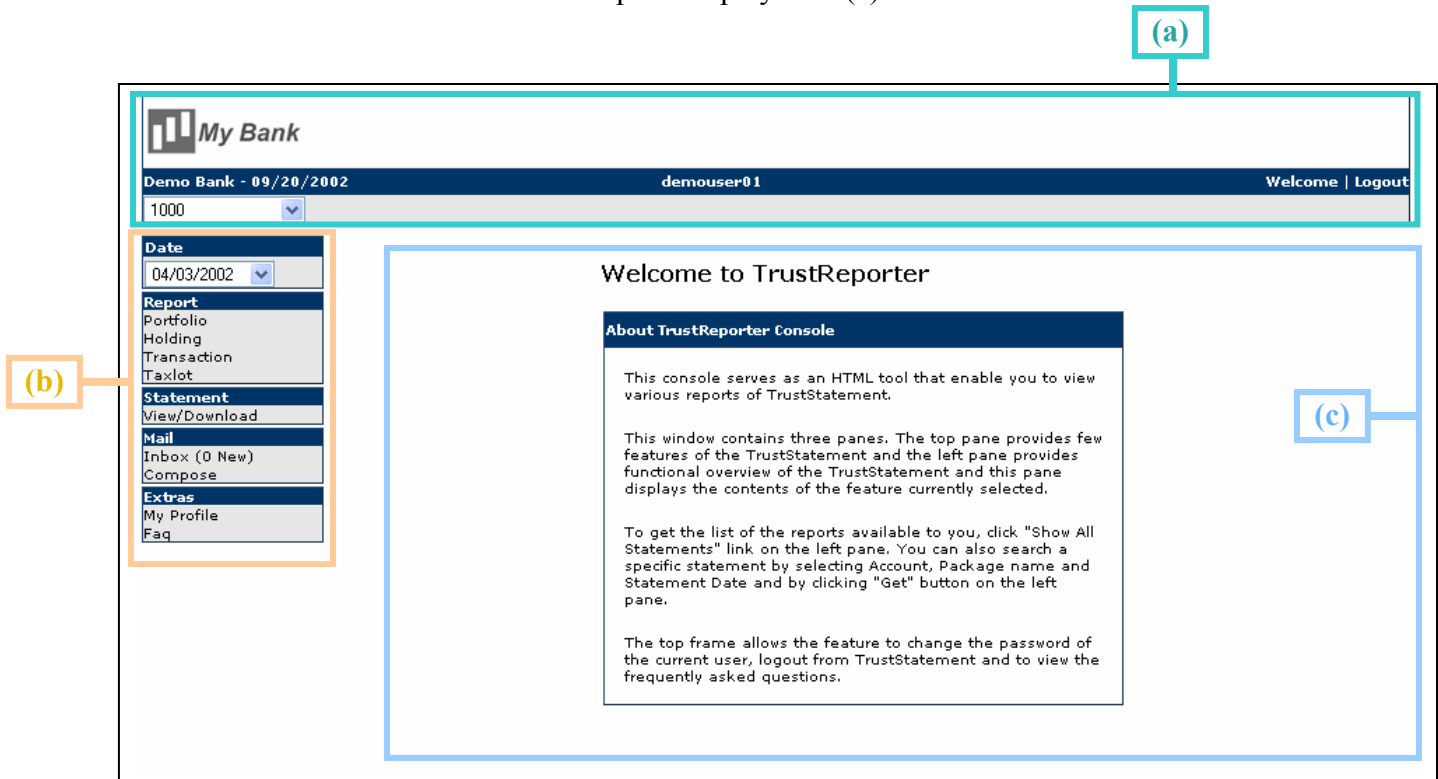 (a)
My Bank
Demo Bank - 09/20/2002 demouser01 Welcome | Logout
1000
Date
04/03/2002
Report
Portfolio
Holding
Transaction
Taxlot
Statement
View/Download
Mail
Inbox (0 New)
Compose
Extras
My Profile
Faq
(b)
Welcome to TrustReporter
About TrustReporter Console
This console serves as an HTML tool that enable you to view
various reports of TrustStatement.
This window contains three panes. The top pane provides few
features of the TrustStatement and the left pane provides
functional overview of the TrustStatement and this pane
displays the contents of the feature currently selected.
To get the list of the reports available to you, click "Show All
Statements" link on the left pane. You can also search a
specific statement by selecting Account, Package name and
Statement Date and by clicking "Get" button on the left
pane.
The top frame allows the feature to change the password of
the current user, logout from TrustStatement and to view the
frequently asked questions.
(c)